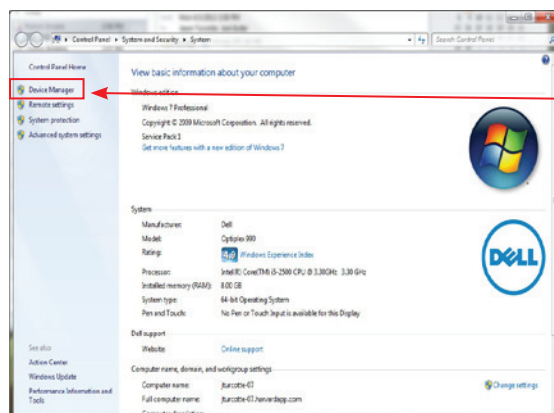 Control Panel ▸ System and Security ▸ System
Search Control Panel
Control Panel Home
Device Manager
Remote settings
System protection
Advanced system settings
See also
Action Center
Windows Update
Performance Information and
Tools
View basic information about your computer
Windows edition
Windows 7 Professional
Copyright © 2009 Microsoft Corporation. All rights reserved.
Service Pack 1
Get more features with a new edition of Windows 7
System
Manufacturer: Dell
Model: Optiplex 990
Rating: Windows Experience Index
Processor: Intel(R) Core(TM) i5-2500 CPU @ 3.30GHz 3.30 GHz
Installed memory (RAM): 8.00 GB
System type: 64-bit Operating System
Pen and Touch: No Pen or Touch Input is available for this Display
DELL
Dell support
Website: Online support
Computer name, domain, and workgroup settings
Computer name: jturcotte-07
Change settings
Full computer name: jturcotte-07.harvardapp.com